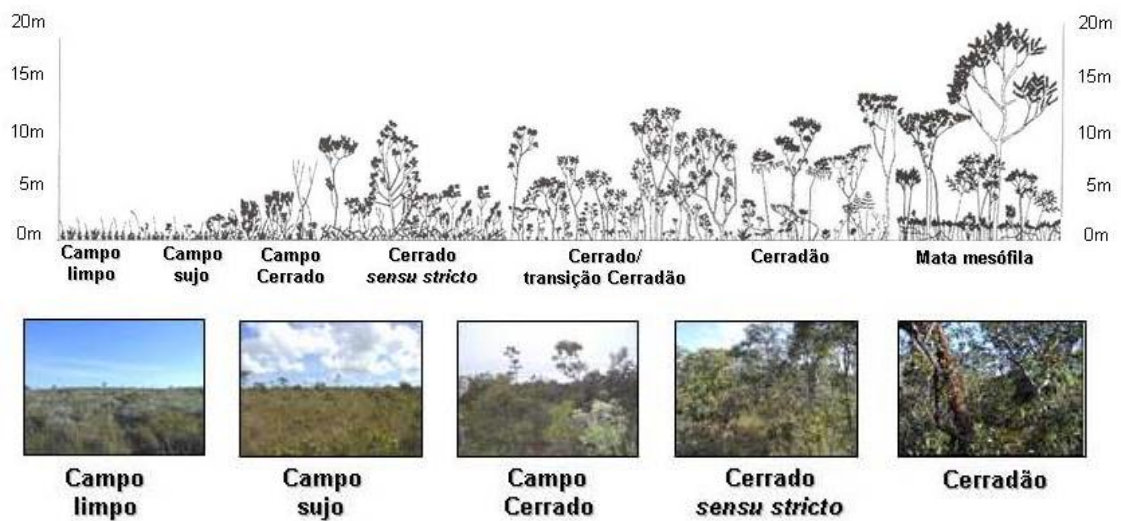 20m
20m
15m
15m
10m
10m
5m
5m
0m
0m
Campo
limpo
Campo
sujo
Campo
Cerrado
Cerrado
sensu stricto
Cerrado/
transição Cerradão
Cerradão
Mata mesófila
Campo
limpo
Campo
sujo
Campo
Cerrado
Cerrado
sensu stricto
Cerradão